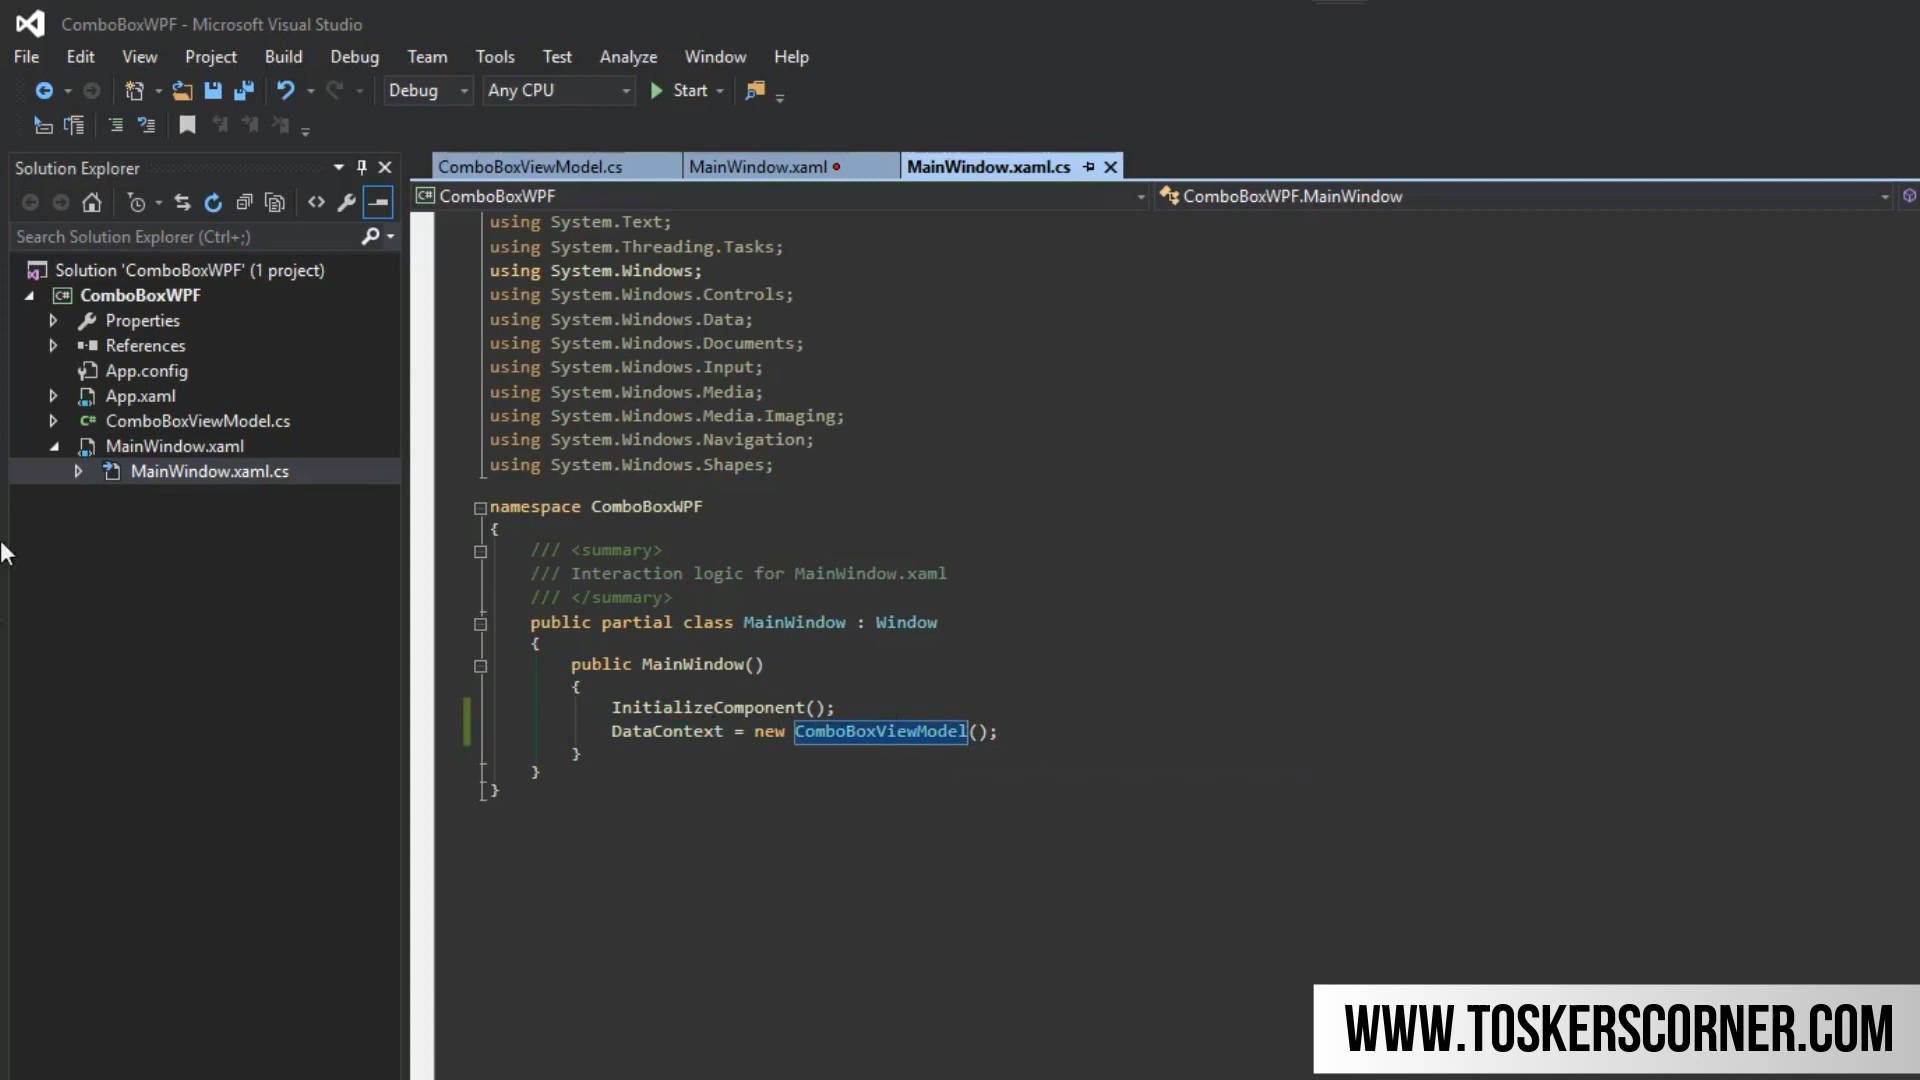 ComboBoxWPF - Microsoft Visual Studio
File Edit View Project Build Debug Team Tools Test Analyze Window Help
Debug Any CPU Start
Solution Explorer
Search Solution Explorer (Ctrl+;)
Solution 'ComboBoxWPF' (1 project)
C# ComboBoxWPF
Properties
References
App.config
App.xaml
C# ComboBoxViewModel.cs
MainWindow.xaml
MainWindow.xaml.cs
ComboBoxViewModel.cs MainWindow.xaml MainWindow.xaml.cs
C# ComboBoxWPF ComboBoxWPF.MainWindow
using System.Text;
using System.Threading.Tasks;
using System.Windows;
using System.Windows.Controls;
using System.Windows.Data;
using System.Windows.Documents;
using System.Windows.Input;
using System.Windows.Media;
using System.Windows.Media.Imaging;
using System.Windows.Navigation;
using System.Windows.Shapes;
namespace ComboBoxWPF
{
/// <summary>
/// Interaction logic for MainWindow.xaml
/// </summary>
public partial class MainWindow : Window
{
public MainWindow()
{
InitializeComponent();
DataContext = new ComboBoxViewModel();
}
}
}
WWW.TOSKERSCORNER.COM